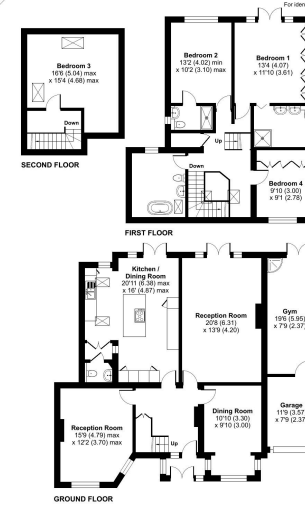 For iden
Bedroom 3
16'6 (5.04) max
x 15'4 (4.68) max
Down
SECOND FLOOR
Bedroom 2
13'2 (4.02) min
x 10'2 (3.10) max
Bedroom 1
13'4 (4.07)
x 11'10 (3.61)
Up
Down
Bedroom 4
9'10 (3.00)
x 9'1 (2.78)
FIRST FLOOR
Kitchen /
Dining Room
20'11 (6.38) max
x 16' (4.87) max
Reception Room
20'8 (6.31)
x 13'9 (4.20)
Gym
19'6 (5.95)
x 7'9 (2.37)
Reception Room
15'9 (4.79) max
x 12'2 (3.70) max
Up
Dining Room
10'10 (3.30)
x 9'10 (3.00)
Garage
11'9 (3.57
x 7'9 (2.37
GROUND FLOOR